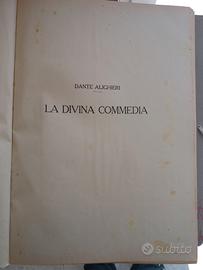 DANTE ALIGHIERI
LA DIVINA COMMEDIA
subito